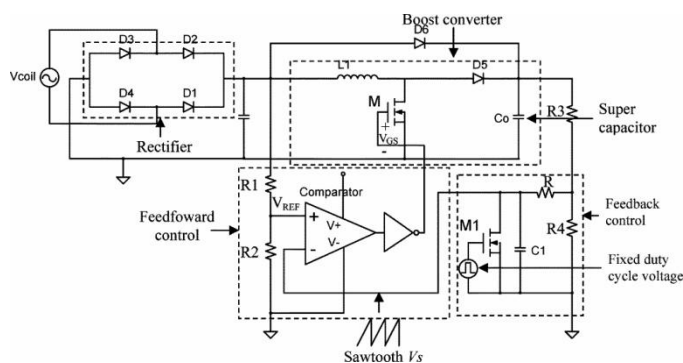 Boost converter
D6
D3
D2
L1
D5
Vcoil
M
D4
D1
Co
R3
Super
capacitor
+
VGS
-
Rectifier
R1
Comparator
R
VREF
Feedfoward
control
+
V+
M1
R4
Feedback
control
R2
-
V-
C1
Fixed duty
cycle voltage
Sawtooth Vs